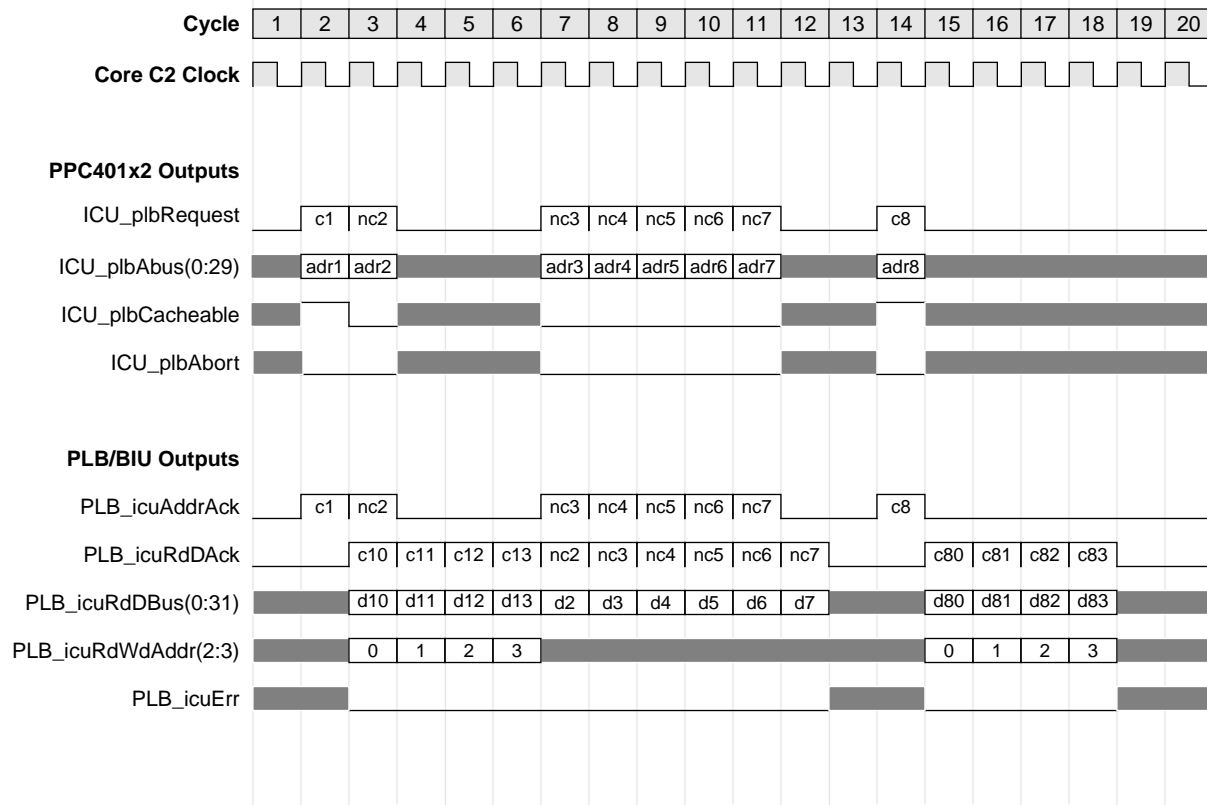 Cycle 1 2 3 4 5 6 7 8 9 10 11 12 13 14 15 16 17 18 19 20
Core C2 Clock
PPC401x2 Outputs
ICU_plbRequest c1 nc2 nc3 nc4 nc5 nc6 nc7 c8
ICU_plbAbus(0:29) adr1 adr2 adr3 adr4 adr5 adr6 adr7 adr8
ICU_plbCacheable
ICU_plbAbort
PLB/BIU Outputs
PLB_icuAddrAck c1 nc2 nc3 nc4 nc5 nc6 nc7 c8
PLB_icuRdDAck c10 c11 c12 c13 nc2 nc3 nc4 nc5 nc6 nc7 c80 c81 c82 c83
PLB_icuRdDBus(0:31) d10 d11 d12 d13 d2 d3 d4 d5 d6 d7 d80 d81 d82 d83
PLB_icuRdWdAddr(2:3) 0 1 2 3 0 1 2 3
PLB_icuErr